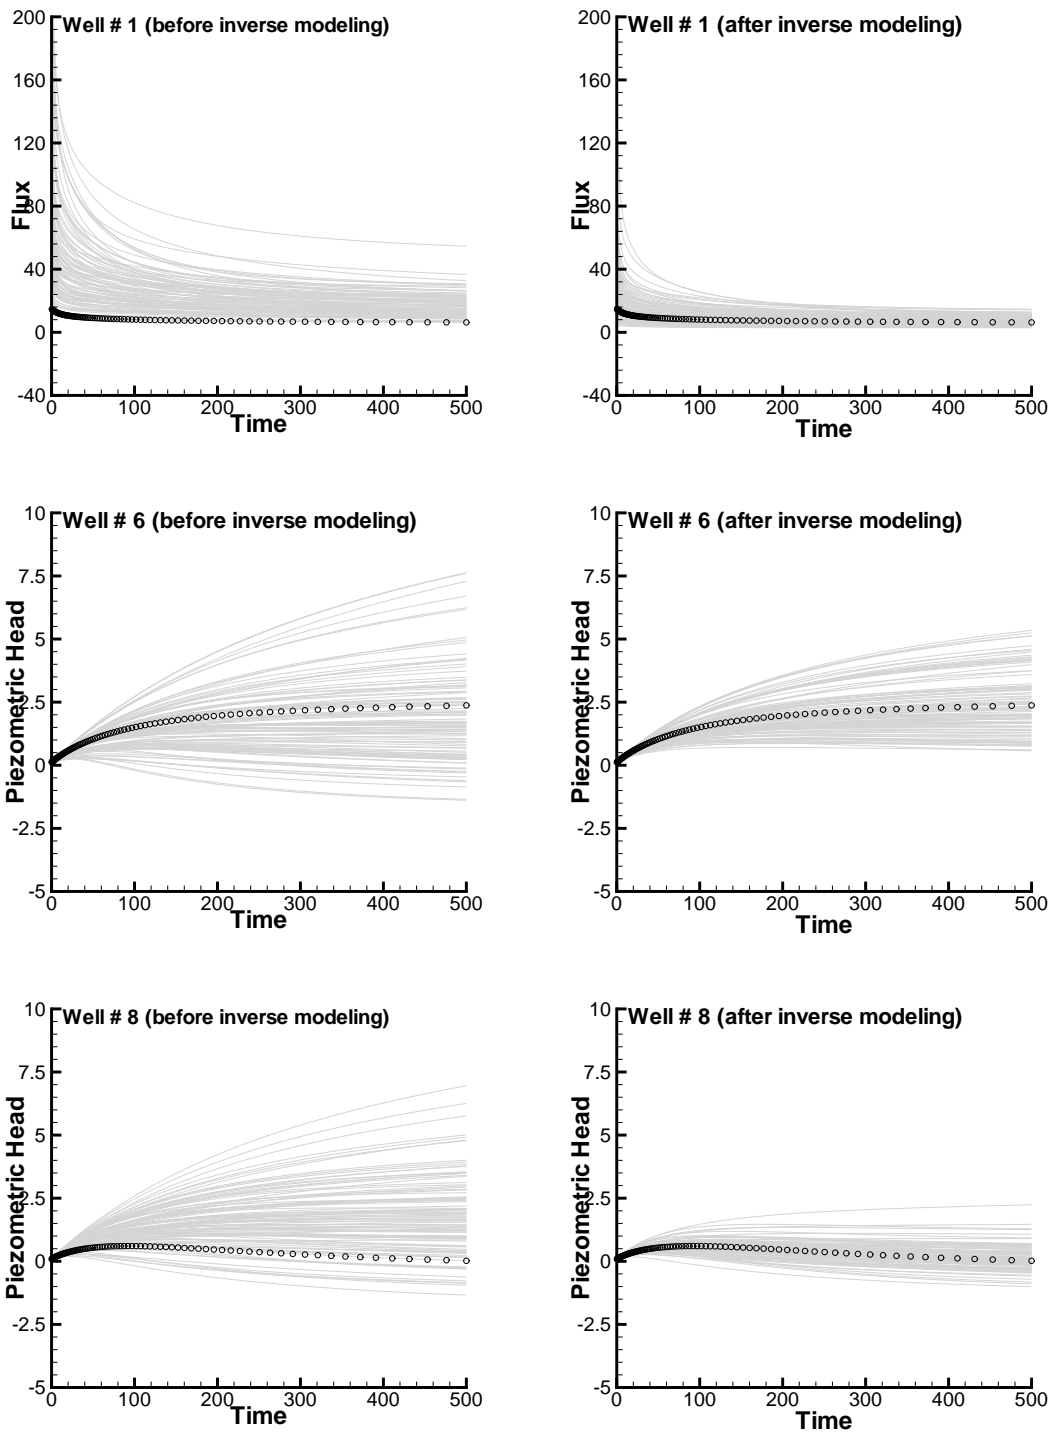 Well # 1 (before inverse modeling)
200
160
120
80
40
0
-40
Flux
0 100 200 300 400 500
Time
Well # 1 (after inverse modeling)
200
160
120
80
40
0
-40
Flux
0 100 200 300 400 500
Time
Well # 6 (before inverse modeling)
10
7.5
5
2.5
0
-2.5
-5
Piezometric Head
0 100 200 300 400 500
Time
Well # 6 (after inverse modeling)
10
7.5
5
2.5
0
-2.5
-5
Piezometric Head
0 100 200 300 400 500
Time
Well # 8 (before inverse modeling)
10
7.5
5
2.5
0
-2.5
-5
Piezometric Head
0 100 200 300 400 500
Time
Well # 8 (after inverse modeling)
10
7.5
5
2.5
0
-2.5
-5
Piezometric Head
0 100 200 300 400 500
Time